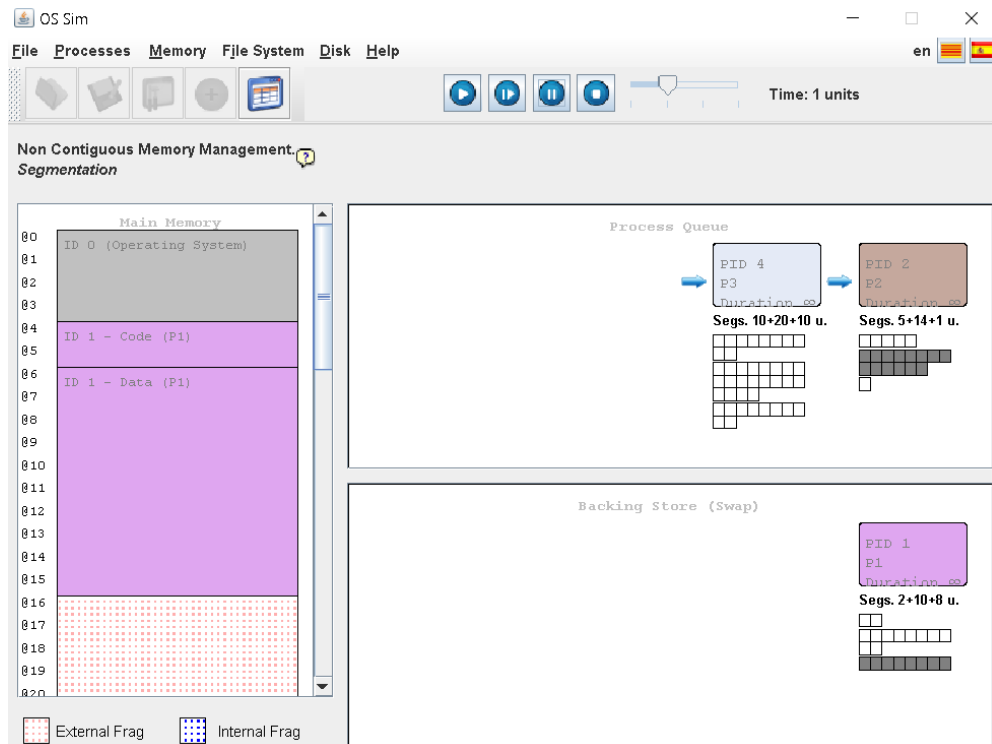 OS Sim
File Processes Memory File System Disk Help
en
Time: 1 units
Non Contiguous Memory Management.
?
Segmentation
Main Memory
@0
ID 0 (Operating System)
@1
@2
@3
@4
ID 1 - Code (P1)
@5
@6
ID 1 - Data (P1)
@7
@8
@9
@10
@11
@12
@13
@14
@15
@16
@17
@18
@19
@20
External Frag
Internal Frag
Process Queue
PID 4
P3
Duration ∞
Segs. 10+20+10 u.
PID 2
P2
Duration ∞
Segs. 5+14+1 u.
Backing Store (Swap)
PID 1
P1
Duration ∞
Segs. 2+10+8 u.